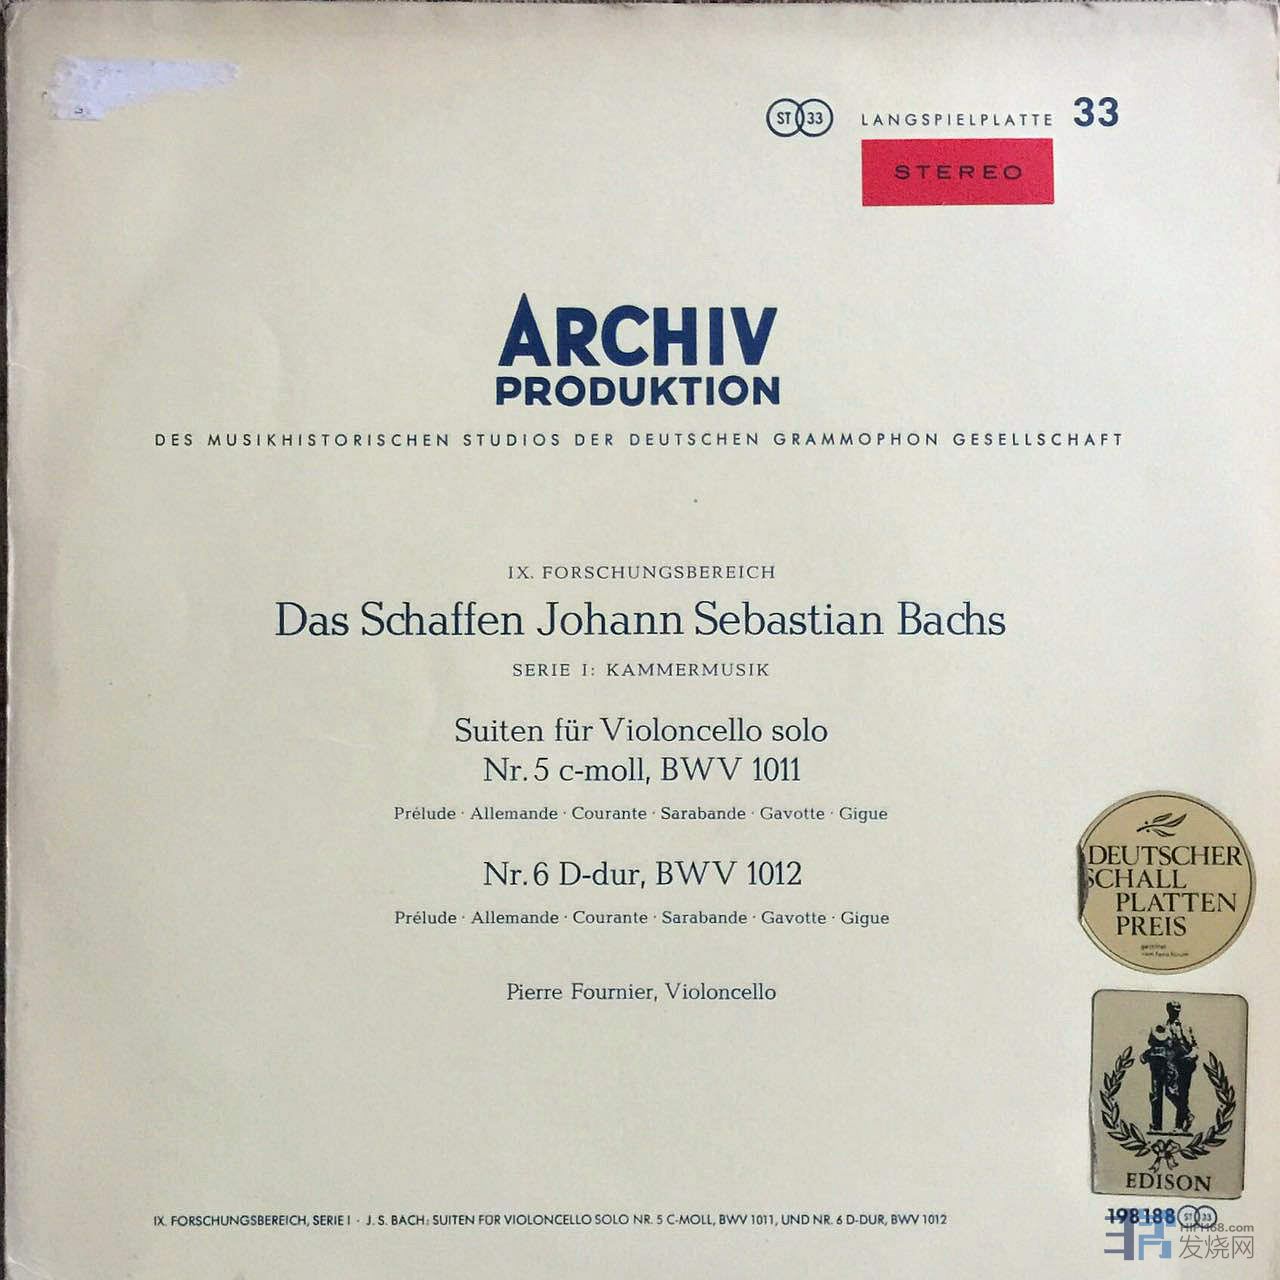 ST 33 LANGSPIELPLATTE 33
STEREO
ARCHIV
PRODUKTION
DES MUSIKHISTORISCHEN STUDIOS DER DEUTSCHEN GRAMMOPHON GESELLSCHAFT
IX. FORSCHUNGSBEREICH
Das Schaffen Johann Sebastian Bachs
SERIE I: KAMMERMUSIK
Suiten für Violoncello solo
Nr. 5 c-moll, BWV 1011
Prélude · Allemande · Courante · Sarabande · Gavotte · Gigue
Nr. 6 D-dur, BWV 1012
Prélude · Allemande · Courante · Sarabande · Gavotte · Gigue
Pierre Fournier, Violoncello
DEUTSCHER
SCHALL
PLATTEN
PREIS
EDISON
IX. FORSCHUNGSBEREICH, SERIE I · J. S. BACH: SUITEN FÜR VIOLONCELLO SOLO NR. 5 C-MOLL, BWV 1011, UND NR. 6 D-DUR, BWV 1012
198188 ST 33
HIFI168.com
发烧网